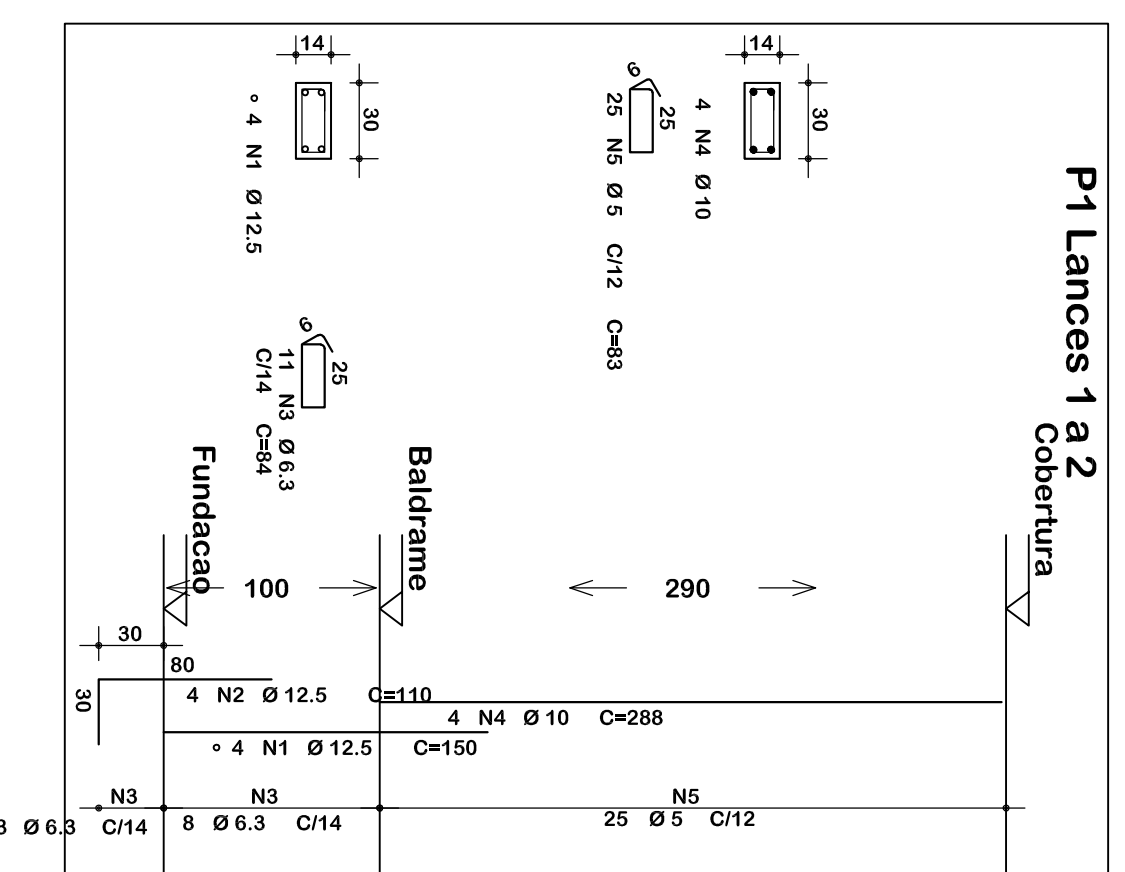 P1 Lances 1 a 2
Cobertura
14
30
4 N4 Ø 10
25
6
25 N5 Ø 5 C/12 C=83
14
30
4 N1 Ø 12.5
25
6
11 N3 Ø 6.3
C/14 C=84
Fundacao
Baldrame
100
290
30
80
30
4 N2 Ø 12.5 C=110
4 N4 Ø 10 C=288
4 N1 Ø 12.5 C=150
N3
N3
N5
3 Ø 6.3 C/14
8 Ø 6.3 C/14
25 Ø 5 C/12